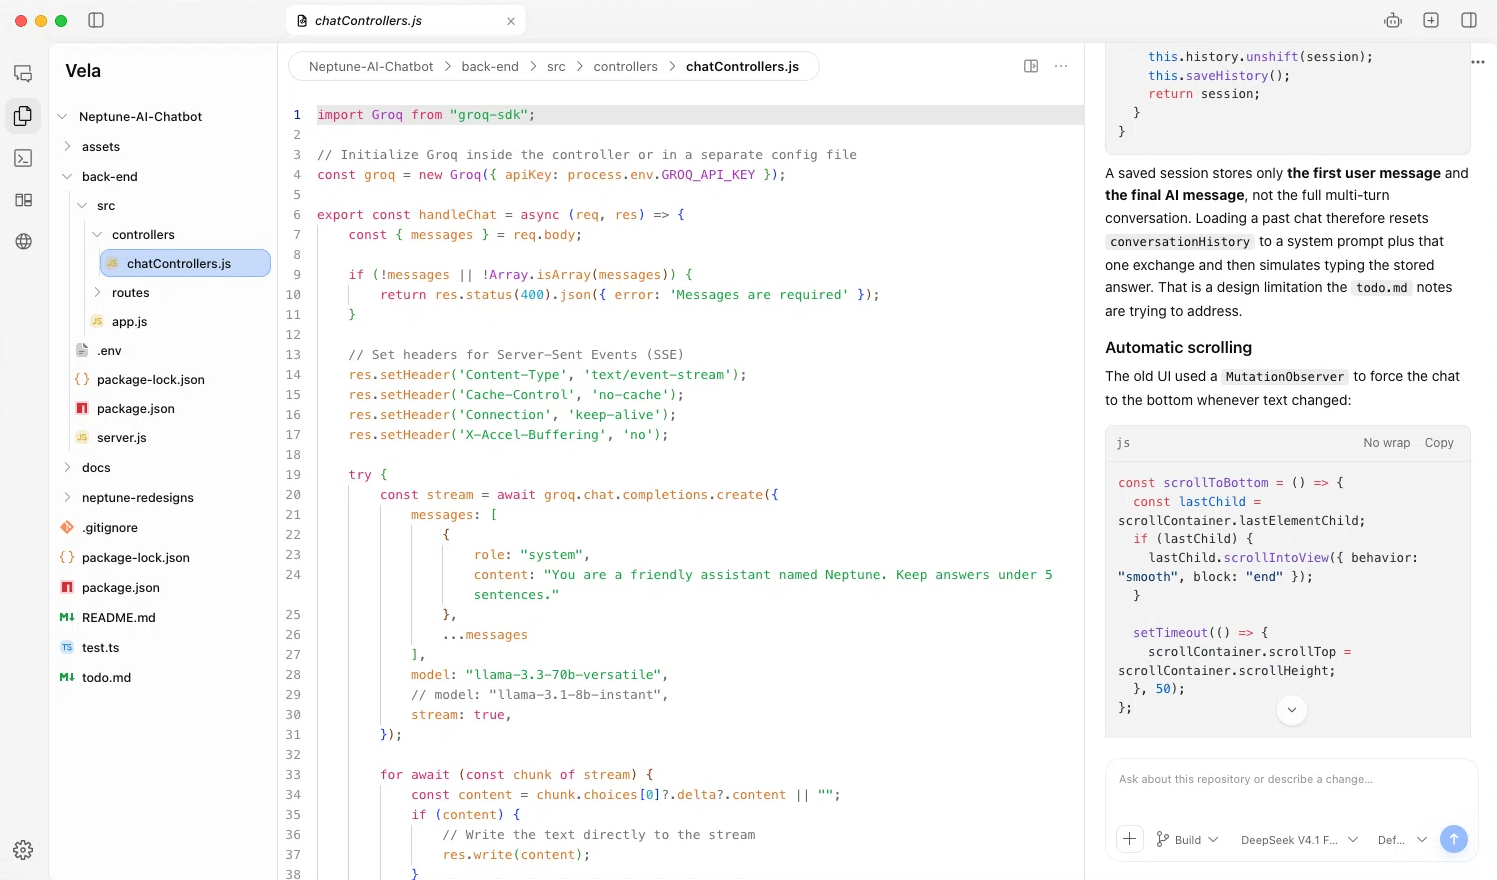 chatControllers.js
Vela
Neptune-AI-Chatbot
assets
back-end
src
controllers
JS chatControllers.js
routes
JS app.js
.env
{} package-lock.json
package.json
JS server.js
docs
neptune-redesigns
.gitignore
{} package-lock.json
package.json
M↓ README.md
TS test.ts
M↓ todo.md
Neptune-AI-Chatbot > back-end > src > controllers > chatControllers.js
1 import Groq from "groq-sdk";
2
3 // Initialize Groq inside the controller or in a separate config file
4 const groq = new Groq({ apiKey: process.env.GROQ_API_KEY });
5
6 export const handleChat = async (req, res) => {
7 const { messages } = req.body;
8
9 if (!messages || !Array.isArray(messages)) {
10 return res.status(400).json({ error: 'Messages are required' });
11 }
12
13 // Set headers for Server-Sent Events (SSE)
14 res.setHeader('Content-Type', 'text/event-stream');
15 res.setHeader('Cache-Control', 'no-cache');
16 res.setHeader('Connection', 'keep-alive');
17 res.setHeader('X-Accel-Buffering', 'no');
18
19 try {
20 const stream = await groq.chat.completions.create({
21 messages: [
22 {
23 role: "system",
24 content: "You are a friendly assistant named Neptune. Keep answers under 5
sentences."
25 },
26 ...messages
27 ],
28 model: "llama-3.3-70b-versatile",
29 // model: "llama-3.1-8b-instant",
30 stream: true,
31 });
32
33 for await (const chunk of stream) {
34 const content = chunk.choices[0]?.delta?.content || "";
35 if (content) {
36 // Write the text directly to the stream
37 res.write(content);
38 }
this.history.unshift(session);
this.saveHistory();
return session;
}
}
A saved session stores only the first user message and
the final AI message, not the full multi-turn
conversation. Loading a past chat therefore resets
conversationHistory to a system prompt plus that
one exchange and then simulates typing the stored
answer. That is a design limitation the todo.md notes
are trying to address.
Automatic scrolling
The old UI used a MutationObserver to force the chat
to the bottom whenever text changed:
js No wrap Copy
const scrollToBottom = () => {
const lastChild =
scrollContainer.lastElementChild;
if (lastChild) {
lastChild.scrollIntoView({ behavior:
"smooth", block: "end" });
}
setTimeout(() => {
scrollContainer.scrollTop =
scrollContainer.scrollHeight;
}, 50);
};
Ask about this repository or describe a change...
Build DeepSeek V4.1 F... Def...